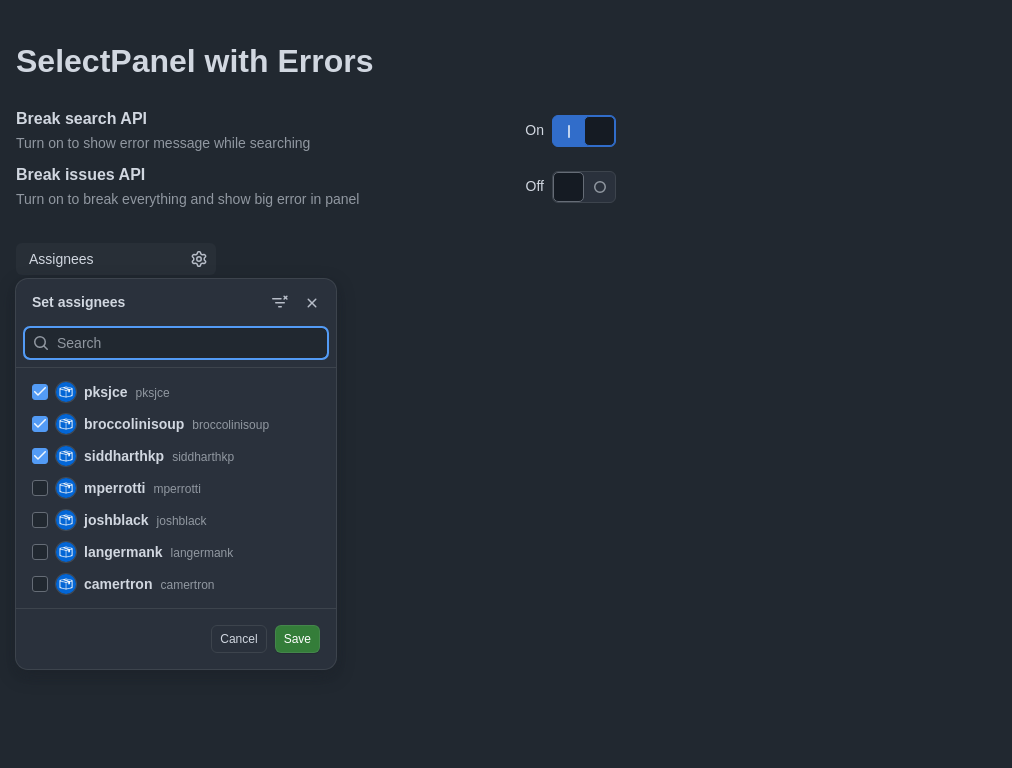 SelectPanel with Errors
Break search API
On
Turn on to show error message while searching
Break issues API
Off
Turn on to break everything and show big error in panel
Assignees
Set assignees
Search
pksjce pksjce
broccolinisoup broccolinisoup
siddharthkp siddharthkp
mperrotti mperrotti
joshblack joshblack
langermank langermank
camertron camertron
Cancel Save